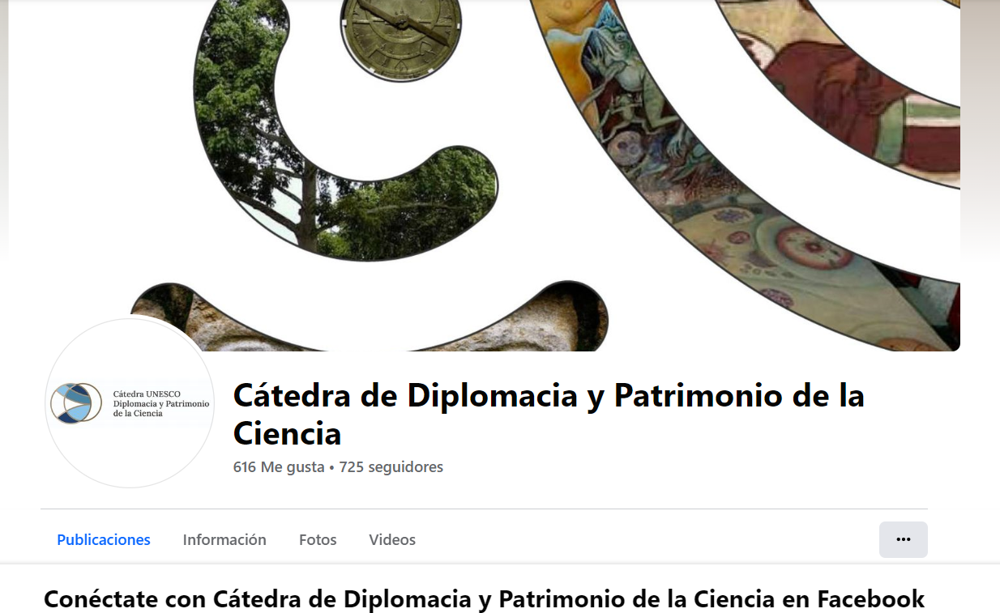 Cátedra UNESCO
Diplomacia y Patrimonio
de la Ciencia
Cátedra de Diplomacia y Patrimonio de la
Ciencia
616 Me gusta • 725 seguidores
Publicaciones Información Fotos Videos
Conéctate con Cátedra de Diplomacia y Patrimonio de la Ciencia en Facebook